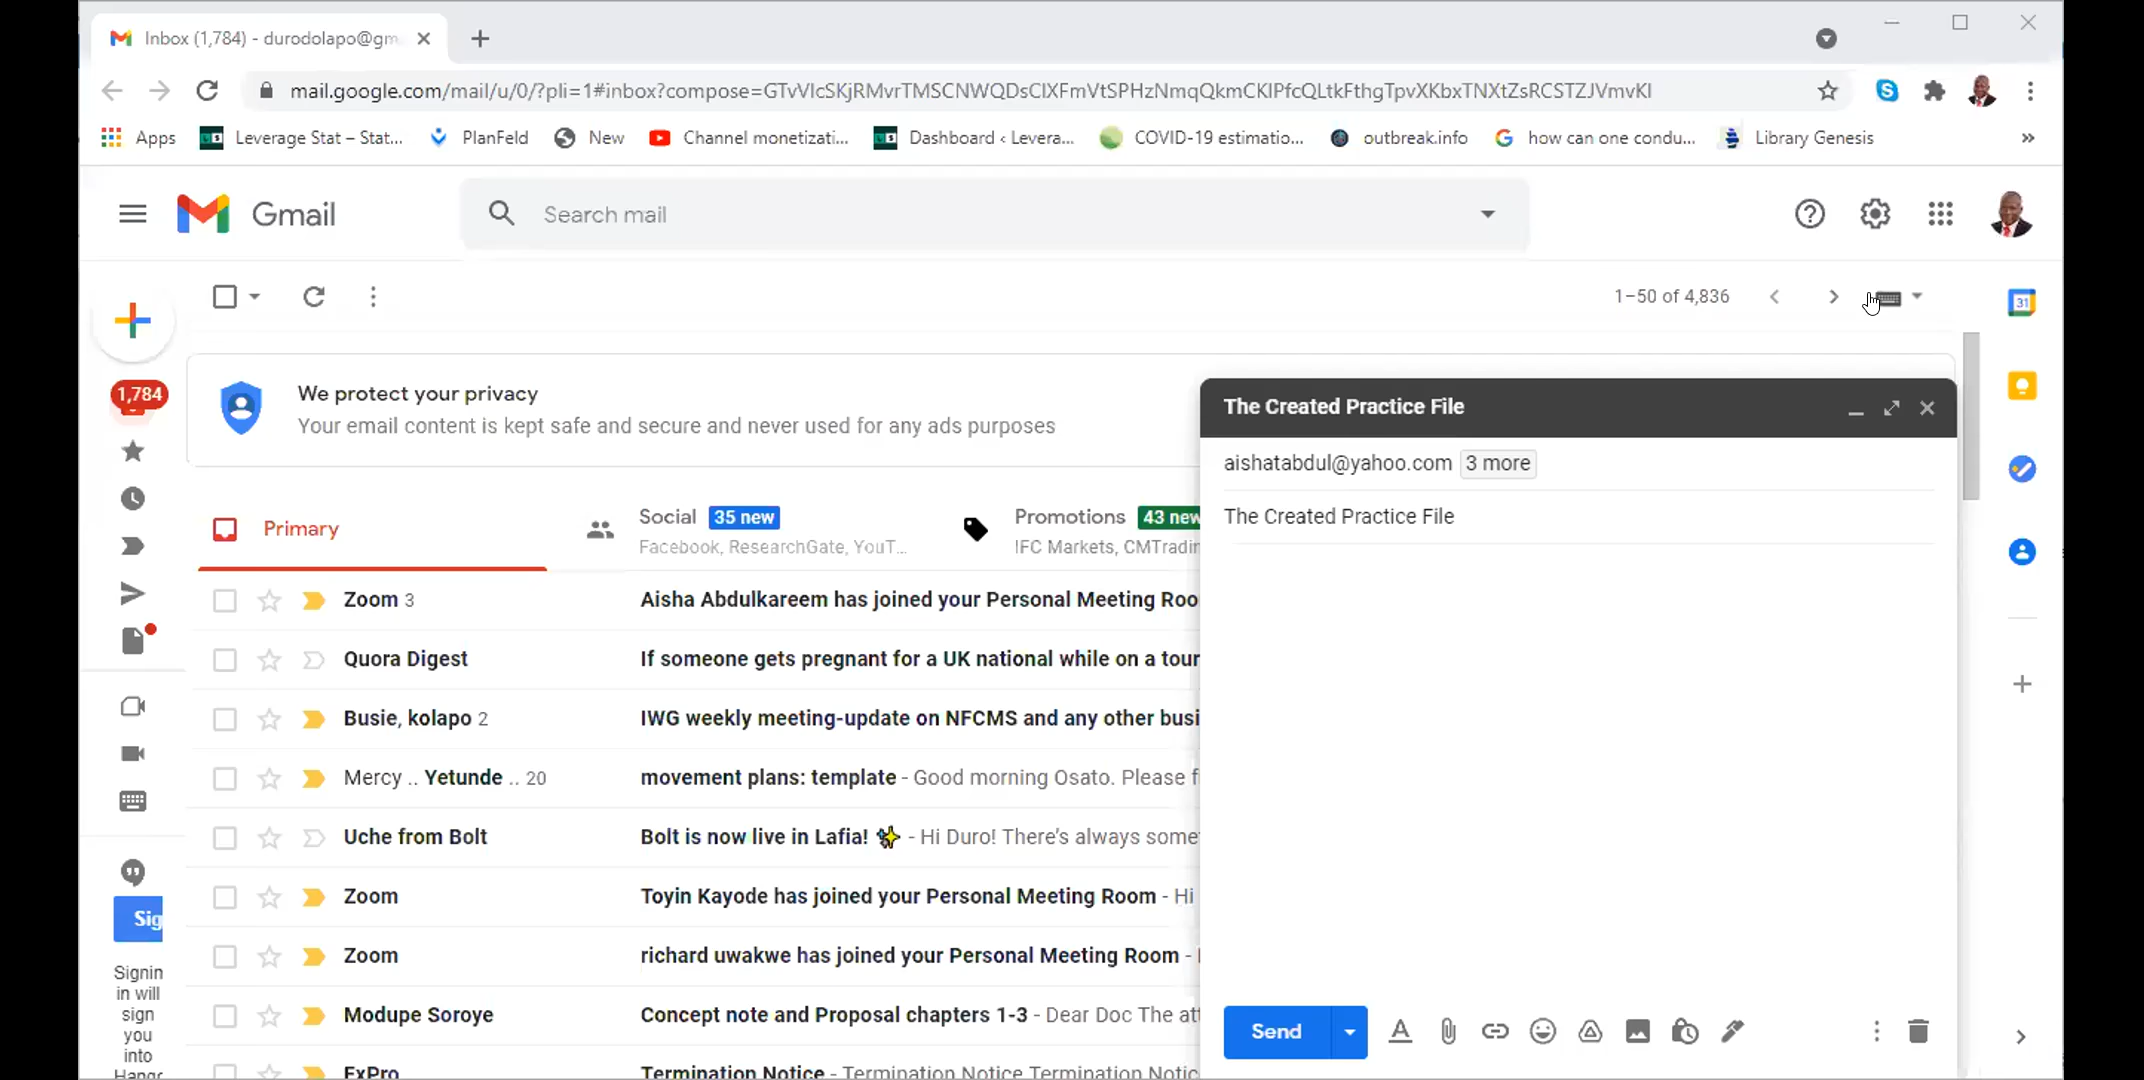 Inbox (1,784) - durodolapo@gm
mail.google.com/mail/u/0/?pli=1#inbox?compose=GTvVlcSKjRMvrTMSCNWQDsClXFmVtSPHzNmqQkmCKlPfcQLtkFthgTpvXKbxTNXtZsRCSTZJVmvKl
Apps Leverage Stat – Stat... PlanFeld New Channel monetizati... Dashboard ‹ Levera... COVID-19 estimatio... outbreak.info how can one condu... Library Genesis »
Gmail Search mail
1–50 of 4,836
31
1,784
We protect your privacy
Your email content is kept safe and secure and never used for any ads purposes
The Created Practice File
aishatabdul@yahoo.com 3 more
The Created Practice File
Primary
Social 35 new
Facebook, ResearchGate, YouT...
Promotions 43 new
IFC Markets, CMTradin
Zoom 3 Aisha Abdulkareem has joined your Personal Meeting Roo
Quora Digest If someone gets pregnant for a UK national while on a tour
Busie, kolapo 2 IWG weekly meeting-update on NFCMS and any other busi
Mercy .. Yetunde .. 20 movement plans: template - Good morning Osato. Please f
Uche from Bolt Bolt is now live in Lafia! ✨ - Hi Duro! There's always some
Zoom Toyin Kayode has joined your Personal Meeting Room - Hi
Zoom richard uwakwe has joined your Personal Meeting Room -
Modupe Soroye Concept note and Proposal chapters 1-3 - Dear Doc The att
FxPro Termination Notice - Termination Notice Termination Notic
Sig
Signin
in will
sign
you
into
Hang
Send